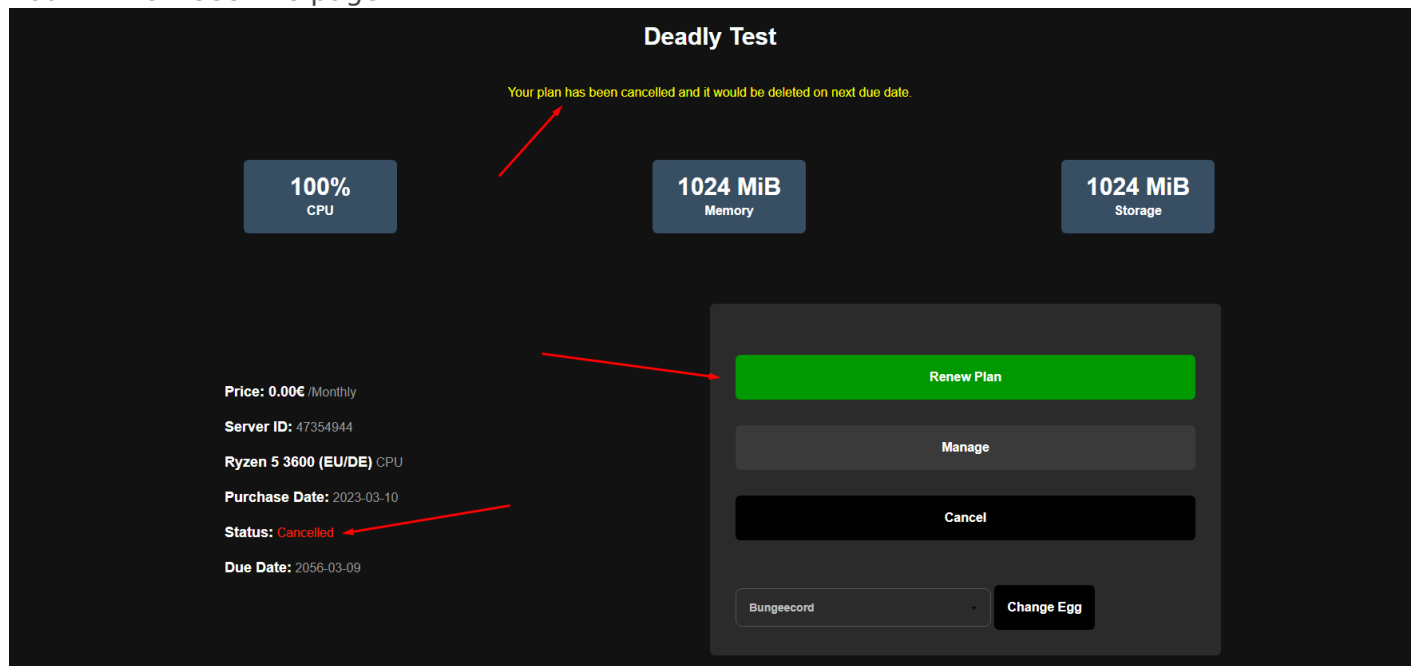 Deadly Test
Your plan has been cancelled and it would be deleted on next due date.
100%
CPU
1024 MiB
Memory
1024 MiB
Storage
Renew Plan
Price: 0.00€ /Monthly
Server ID: 47354944
Manage
Ryzen 5 3600 (EU/DE) CPU
Purchase Date: 2023-03-10
Cancel
Status: Cancelled
Due Date: 2056-03-09
Bungeecord
Change Egg